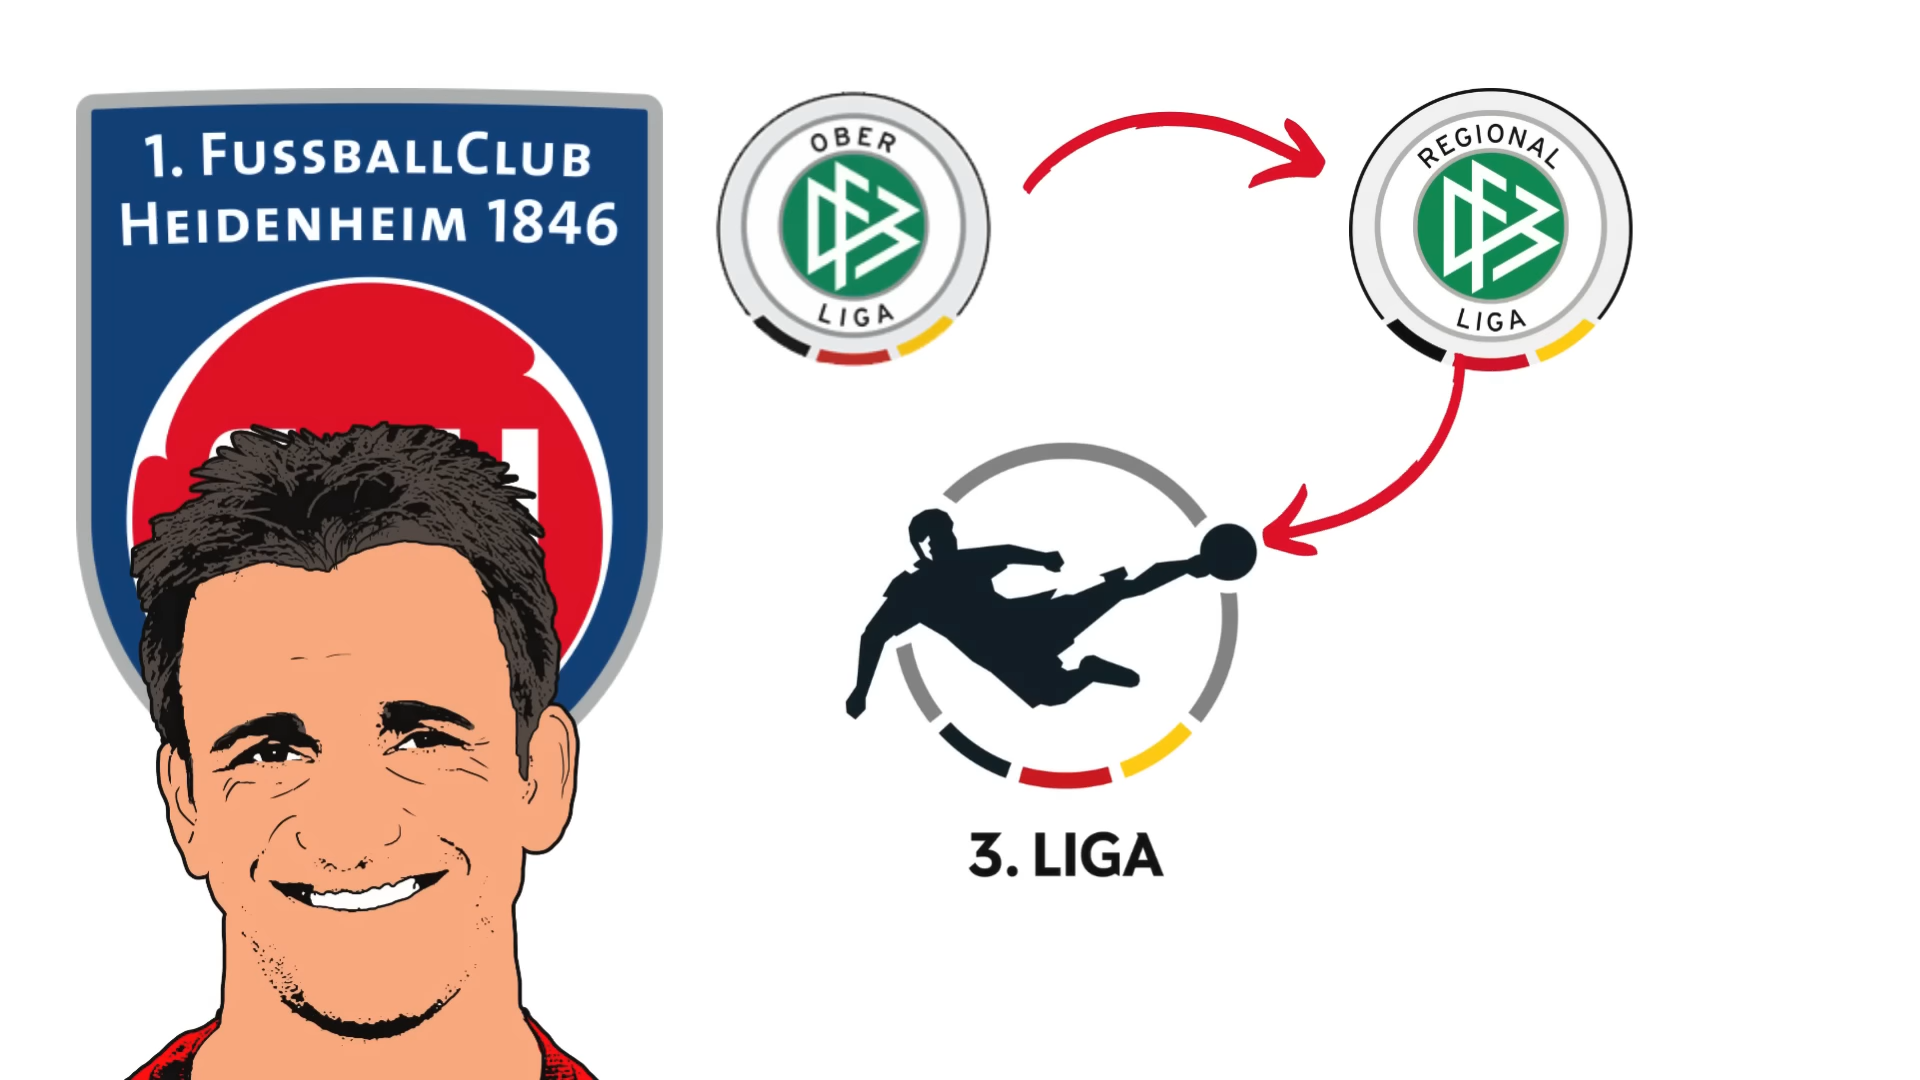 1. FUSSBALLCLUB
HEIDENHEIM 1846
OBER
LIGA
REGIONAL
LIGA
3. LIGA